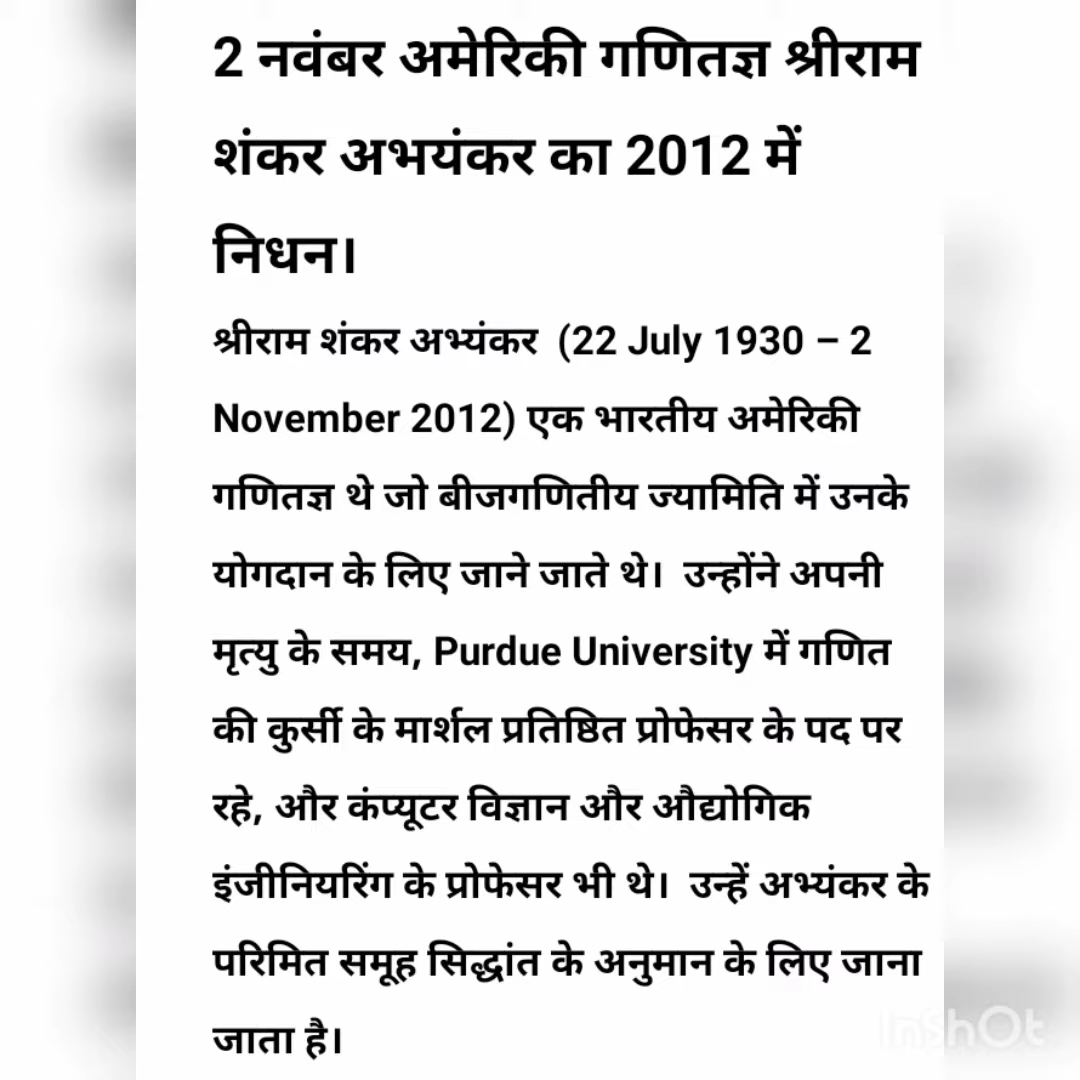 2 नवंबर अमेरिकी गणितज्ञ श्रीराम
शंकर अभयंकर का 2012 में
निधन।
श्रीराम शंकर अभ्यंकर (22 July 1930 – 2
November 2012) एक भारतीय अमेरिकी
गणितज्ञ थे जो बीजगणितीय ज्यामिति में उनके
योगदान के लिए जाने जाते थे। उन्होंने अपनी
मृत्यु के समय, Purdue University में गणित
की कुर्सी के मार्शल प्रतिष्ठित प्रोफेसर के पद पर
रहे, और कंप्यूटर विज्ञान और औद्योगिक
इंजीनियरिंग के प्रोफेसर भी थे। उन्हें अभ्यंकर के
परिमित समूह सिद्धांत के अनुमान के लिए जाना
जाता है।
InShOt